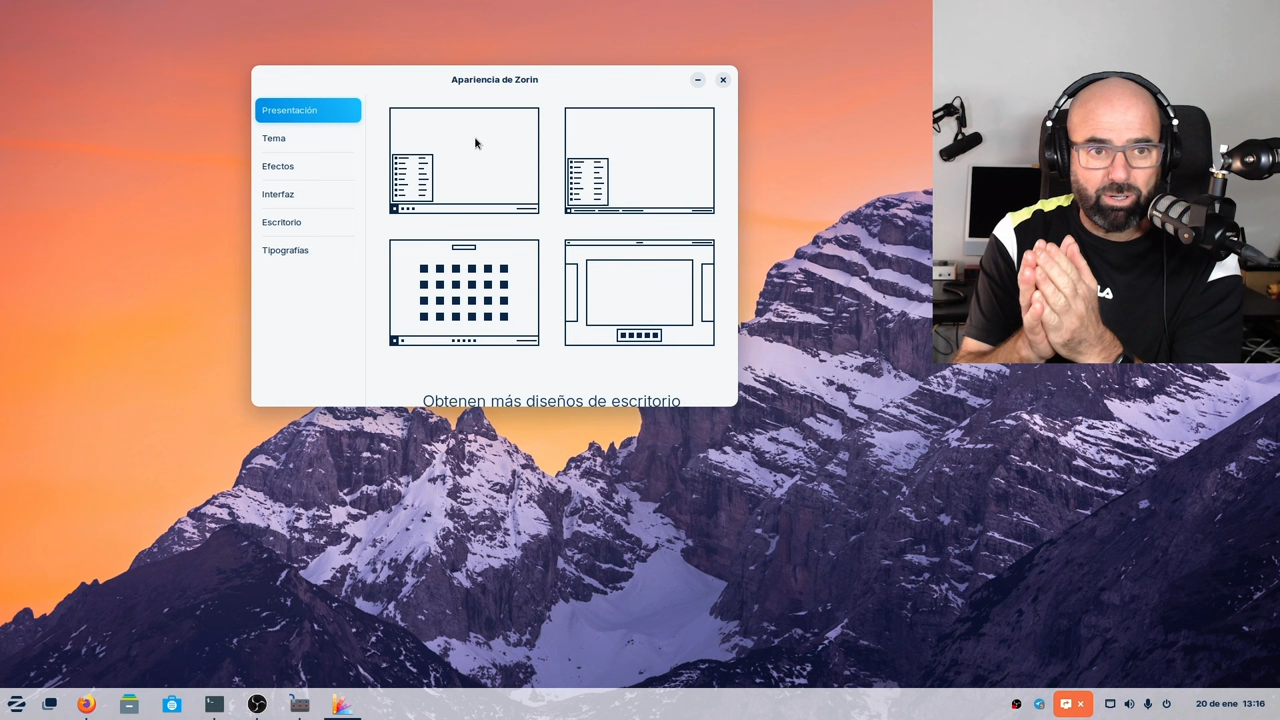 Apariencia de Zorin
Presentación
Tema
Efectos
Interfaz
Escritorio
Tipografías
Obtenen más diseños de escritorio
20 de ene 13:16